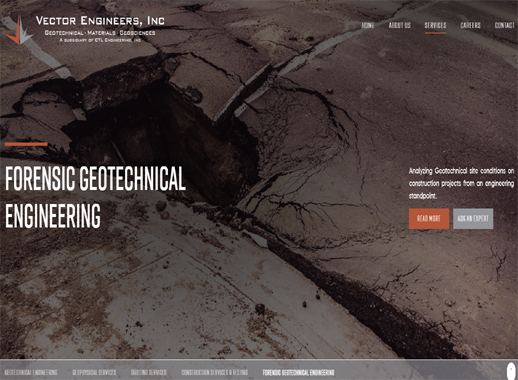 VECTOR ENGINEERS, INC
GEOTECHNICAL · MATERIALS · GEOSCIENCES
A SUBSIDIARY OF CTL ENGINEERING, INC
HOME ABOUT US SERVICES CAREERS CONTACT
FORENSIC GEOTECHNICAL
ENGINEERING
Analyzing Geotechnical site conditions on
construction projects from an engineering
standpoint.
READ MORE ASK AN EXPERT
GEOTECHNICAL ENGINEERING GEOPHYSICAL SERVICES DRILLING SERVICES CONSTRUCTION SERVICES & TESTING FORENSIC GEOTECHNICAL ENGINEERING